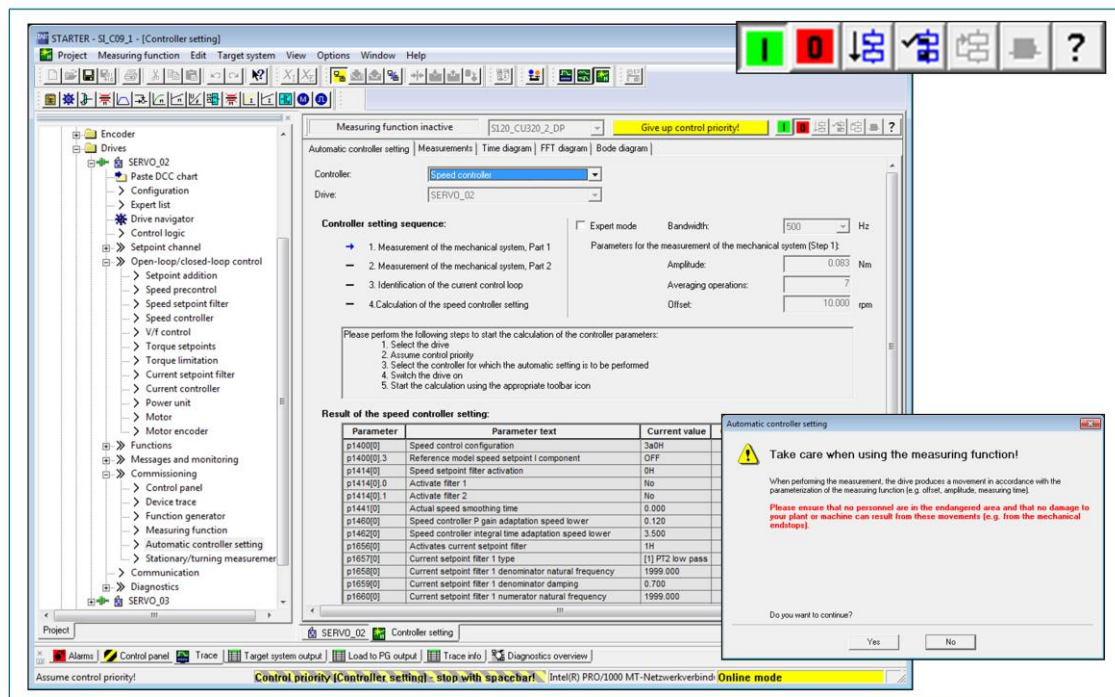 STARTER - SI_C09_1 - [Controller setting]
Project Measuring function Edit Target system View Options Window Help
I 0 ?
Measuring function inactive S120_CU320_2_DP Give up control priority! I 0 ?
Automatic controller setting Measurements Time diagram FFT diagram Bode diagram
Controller: Speed controller
Drive: SERVO_02
Encoder
Drives
SERVO_02
Paste DCC chart
Configuration
Expert list
Drive navigator
Control logic
Setpoint channel
Open-loop/closed-loop control
Setpoint addition
Speed precontrol
Speed setpoint filter
Speed controller
V/f control
Torque setpoints
Torque limitation
Current setpoint filter
Current controller
Power unit
Motor
Motor encoder
Functions
Messages and monitoring
Commissioning
Control panel
Device trace
Function generator
Measuring function
Automatic controller setting
Stationary/turning measuremer
Communication
Diagnostics
SERVO_03
Project
Controller setting sequence:
1. Measurement of the mechanical system, Part 1
2. Measurement of the mechanical system, Part 2
3. Identification of the current control loop
4.Calculation of the speed controller setting
Expert mode Bandwidth: 500 Hz
Parameters for the measurement of the mechanical system (Step 1):
Amplitude: 0.083 Nm
Averaging operations: 7
Offset: 10.000 rpm
Please perform the following steps to start the calculation of the controller parameters:
1. Select the drive
2. Assume control priority
3. Select the controller for which the automatic setting is to be performed
4. Switch the drive on
5. Start the calculation using the appropriate toolbar icon
Result of the speed controller setting:
Parameter Parameter text Current value
p1400[0] Speed control configuration 3a0H
p1400[0].3 Reference model speed setpoint I component OFF
p1414[0] Speed setpoint filter activation 0H
p1414[0].0 Activate filter 1 No
p1414[0].1 Activate filter 2 No
p1441[0] Actual speed smoothing time 0.000
p1460[0] Speed controller P gain adaptation speed lower 0.120
p1462[0] Speed controller integral time adaptation speed lower 3.500
p1656[0] Activates current setpoint filter 1H
p1657[0] Current setpoint filter 1 type [1] PT2 low pass
p1658[0] Current setpoint filter 1 denominator natural frequency 1999.000
p1659[0] Current setpoint filter 1 denominator damping 0.700
p1660[0] Current setpoint filter 1 numerator natural frequency 1999.000
SERVO_02 Controller setting
Automatic controller setting
Take care when using the measuring function!
When performing the measurement, the drive produces a movement in accordance with the
parameterization of the measuring function (e.g. offset, amplitude, measuring time).
Please ensure that no personnel are in the endangered area and that no damage to
your plant or machine can result from these movements (e.g. from the mechanical
endstops).
Do you want to continue?
Yes No
Alarms Control panel Trace Target system output Load to PG output Trace info Diagnostics overview
Assume control priority! Control priority [Controller setting] - stop with spacebar! Intel(R) PRO/1000 MT-Netzwerkverbind Online mode